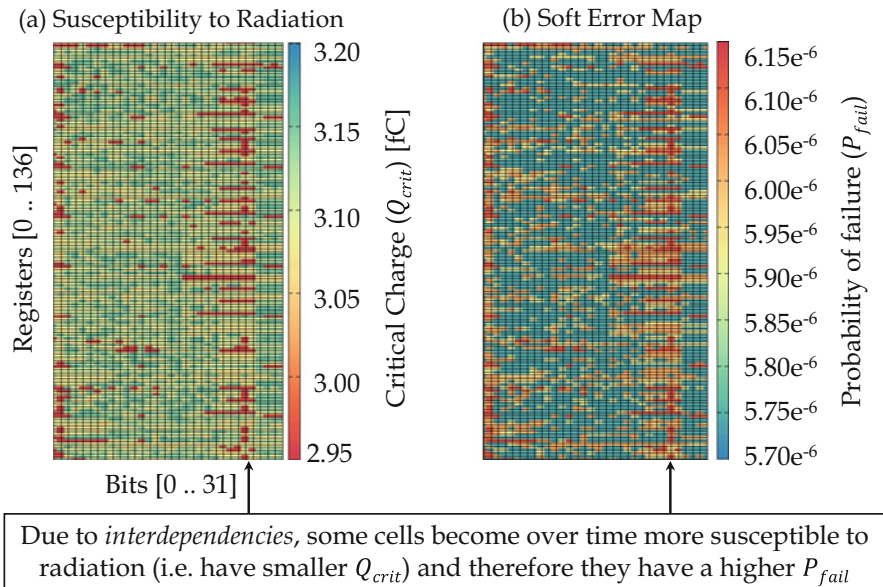 (a) Susceptibility to Radiation
3.20
3.15
3.10
3.05
3.00
2.95
Critical Charge (Q_crit) [fC]
Registers [0 .. 136]
Bits [0 .. 31]
(b) Soft Error Map
6.15e⁻⁶
6.10e⁻⁶
6.05e⁻⁶
6.00e⁻⁶
5.95e⁻⁶
5.90e⁻⁶
5.85e⁻⁶
5.80e⁻⁶
5.75e⁻⁶
5.70e⁻⁶
Probability of failure (P_fail)
Due to interdependencies, some cells become over time more susceptible to
radiation (i.e. have smaller Q_crit) and therefore they have a higher P_fail